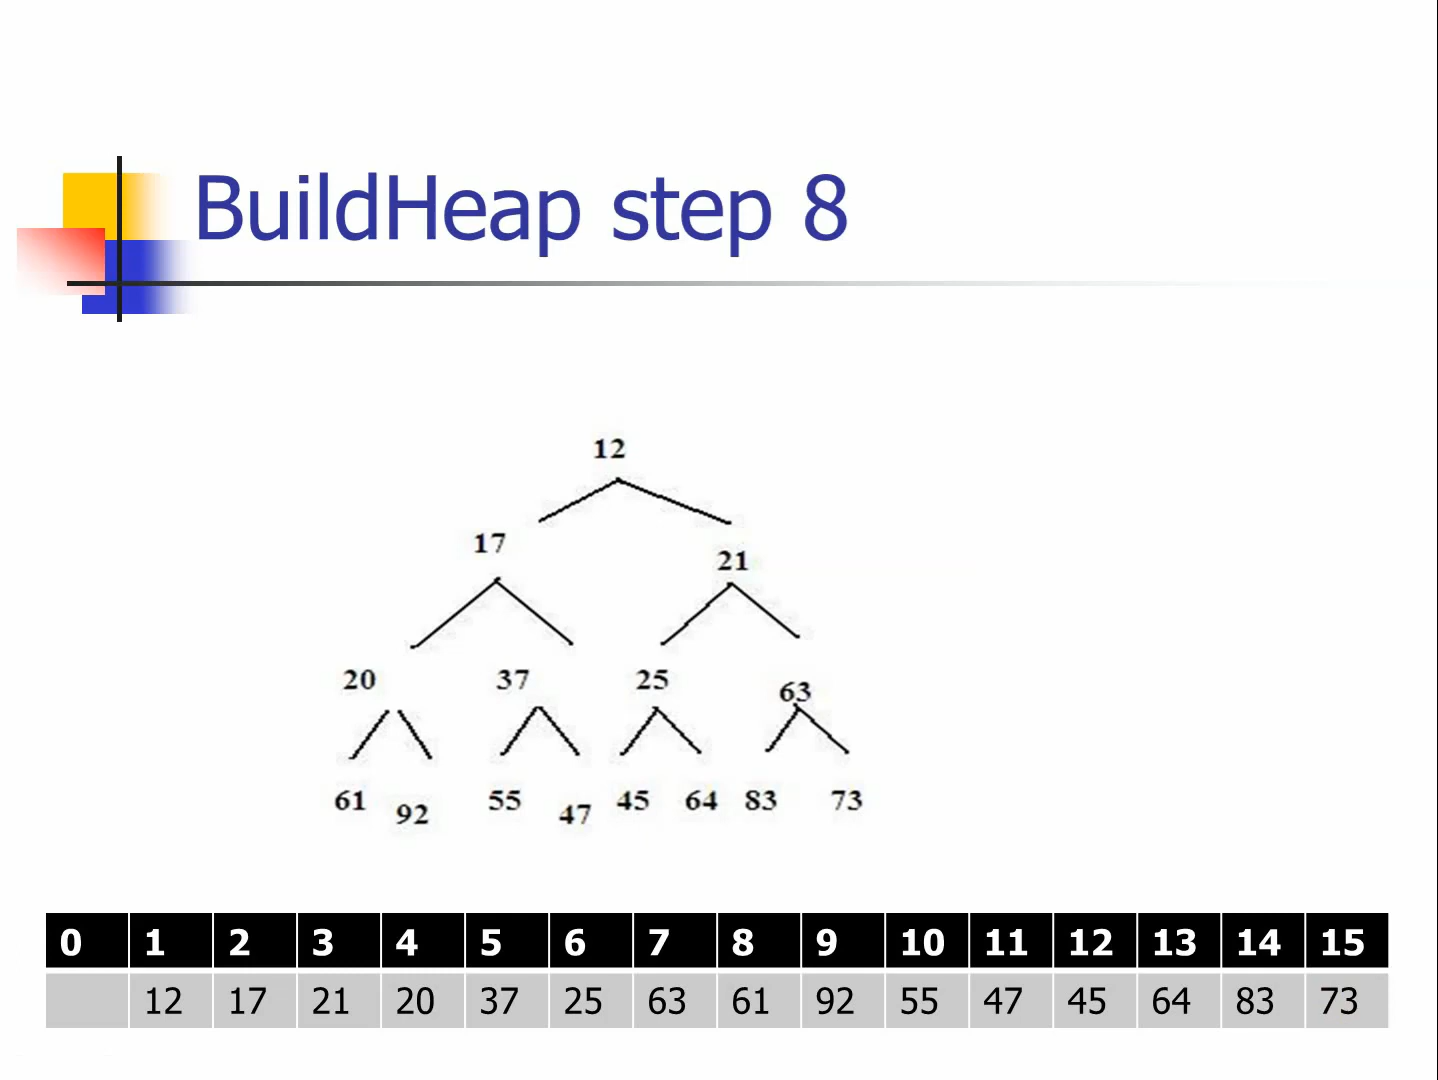 BuildHeap step 8
12
17 21
20 37 25 63
61 92 55 47 45 64 83 73
0 1 2 3 4 5 6 7 8 9 10 11 12 13 14 15
12 17 21 20 37 25 63 61 92 55 47 45 64 83 73